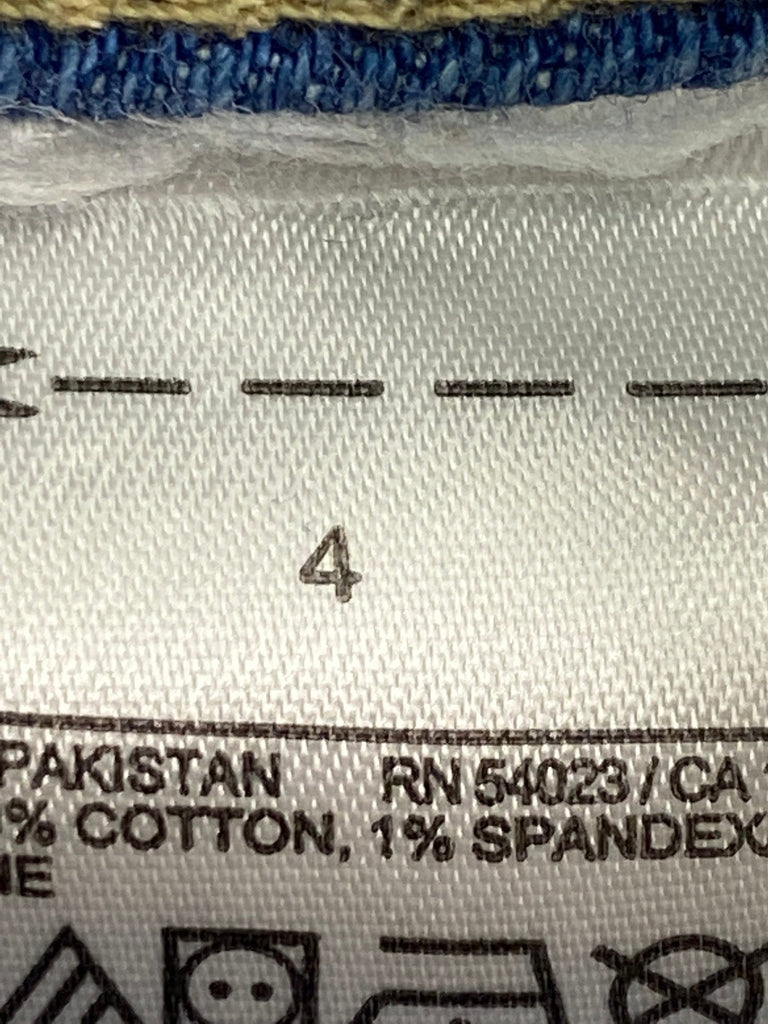 4
PAKISTAN RN 54023 / CA
% COTTON, 1% SPANDEX
NE